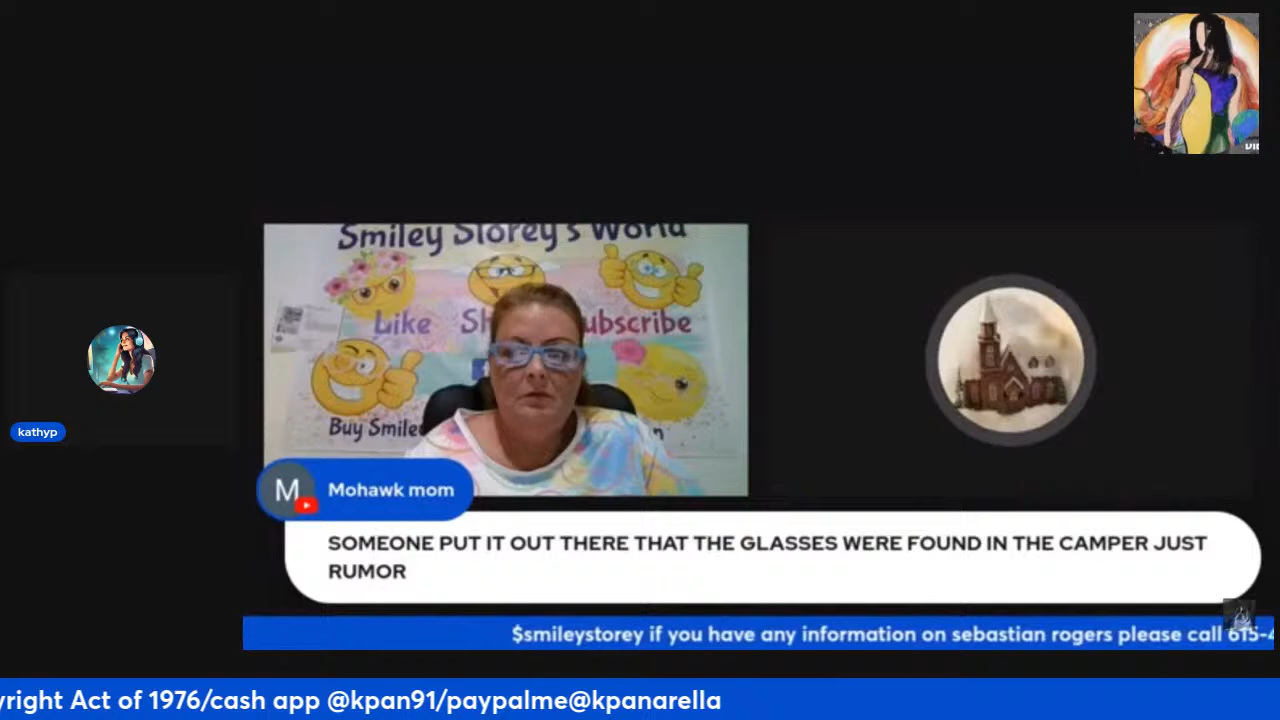 Smiley Storey's World
Like Sh ubscribe
Buy Smile n
kathyp
M
Mohawk mom
SOMEONE PUT IT OUT THERE THAT THE GLASSES WERE FOUND IN THE CAMPER JUST
RUMOR
$smileystorey if you have any information on sebastian rogers please call 615-4
yright Act of 1976/cash app @kpan91/paypalme@kpanarella